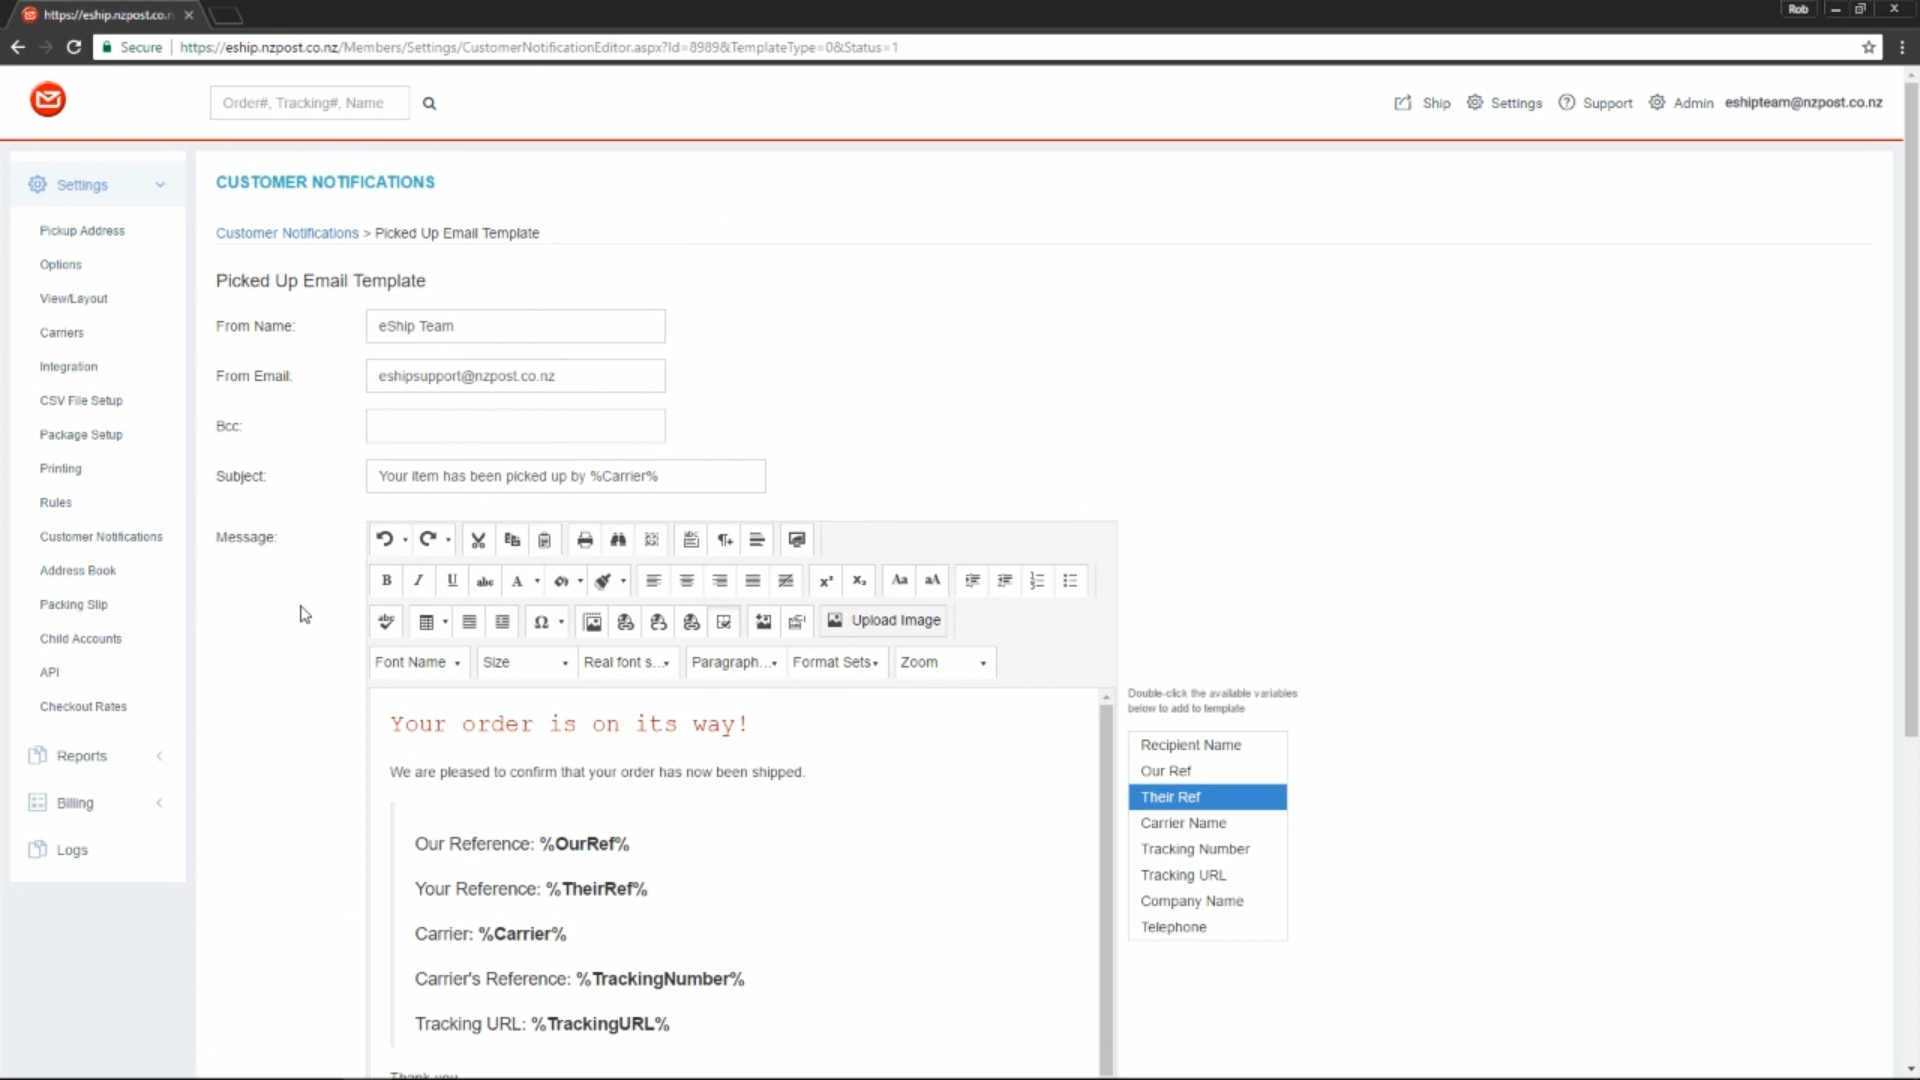 https://eship.nzpost.co.n
Rob
Secure
https://eship.nzpost.co.nz/Members/Settings/CustomerNotificationEditor.aspx?Id=8989&TemplateType=0&Status=1
Order#, Tracking#, Name
Ship
Settings
Support
Admin
eshipteam@nzpost.co.nz
Settings
Pickup Address
Options
View/Layout
Carriers
Integration
CSV File Setup
Package Setup
Printing
Rules
Customer Notifications
Address Book
Packing Slip
Child Accounts
API
Checkout Rates
Reports
Billing
Logs
CUSTOMER NOTIFICATIONS
Customer Notifications > Picked Up Email Template
Picked Up Email Template
From Name: eShip Team
From Email: eshipsupport@nzpost.co.nz
Bcc:
Subject: Your item has been picked up by %Carrier%
Message:
B I U abc A x² x₂ Aa aA
abc Ω Upload Image
Font Name Size Real font s... Paragraph... Format Sets Zoom
Your order is on its way!
We are pleased to confirm that your order has now been shipped.
Our Reference: %OurRef%
Your Reference: %TheirRef%
Carrier: %Carrier%
Carrier's Reference: %TrackingNumber%
Tracking URL: %TrackingURL%
Thank you
Double-click the available variables
below to add to template
Recipient Name
Our Ref
Their Ref
Carrier Name
Tracking Number
Tracking URL
Company Name
Telephone